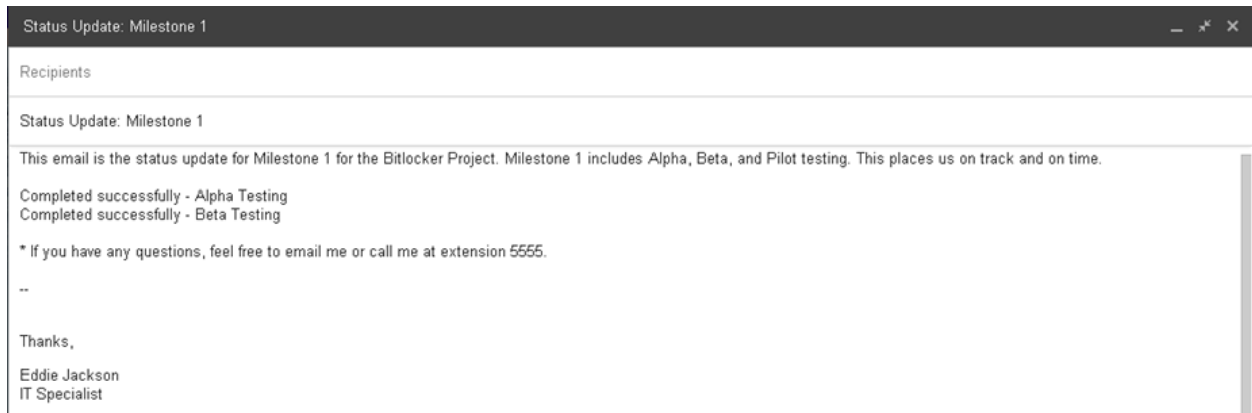 Status Update: Milestone 1
Recipients
Status Update: Milestone 1
This email is the status update for Milestone 1 for the Bitlocker Project. Milestone 1 includes Alpha, Beta, and Pilot testing. This places us on track and on time.
Completed successfully - Alpha Testing
Completed successfully - Beta Testing
* If you have any questions, feel free to email me or call me at extension 5555.
--
Thanks,
Eddie Jackson
IT Specialist